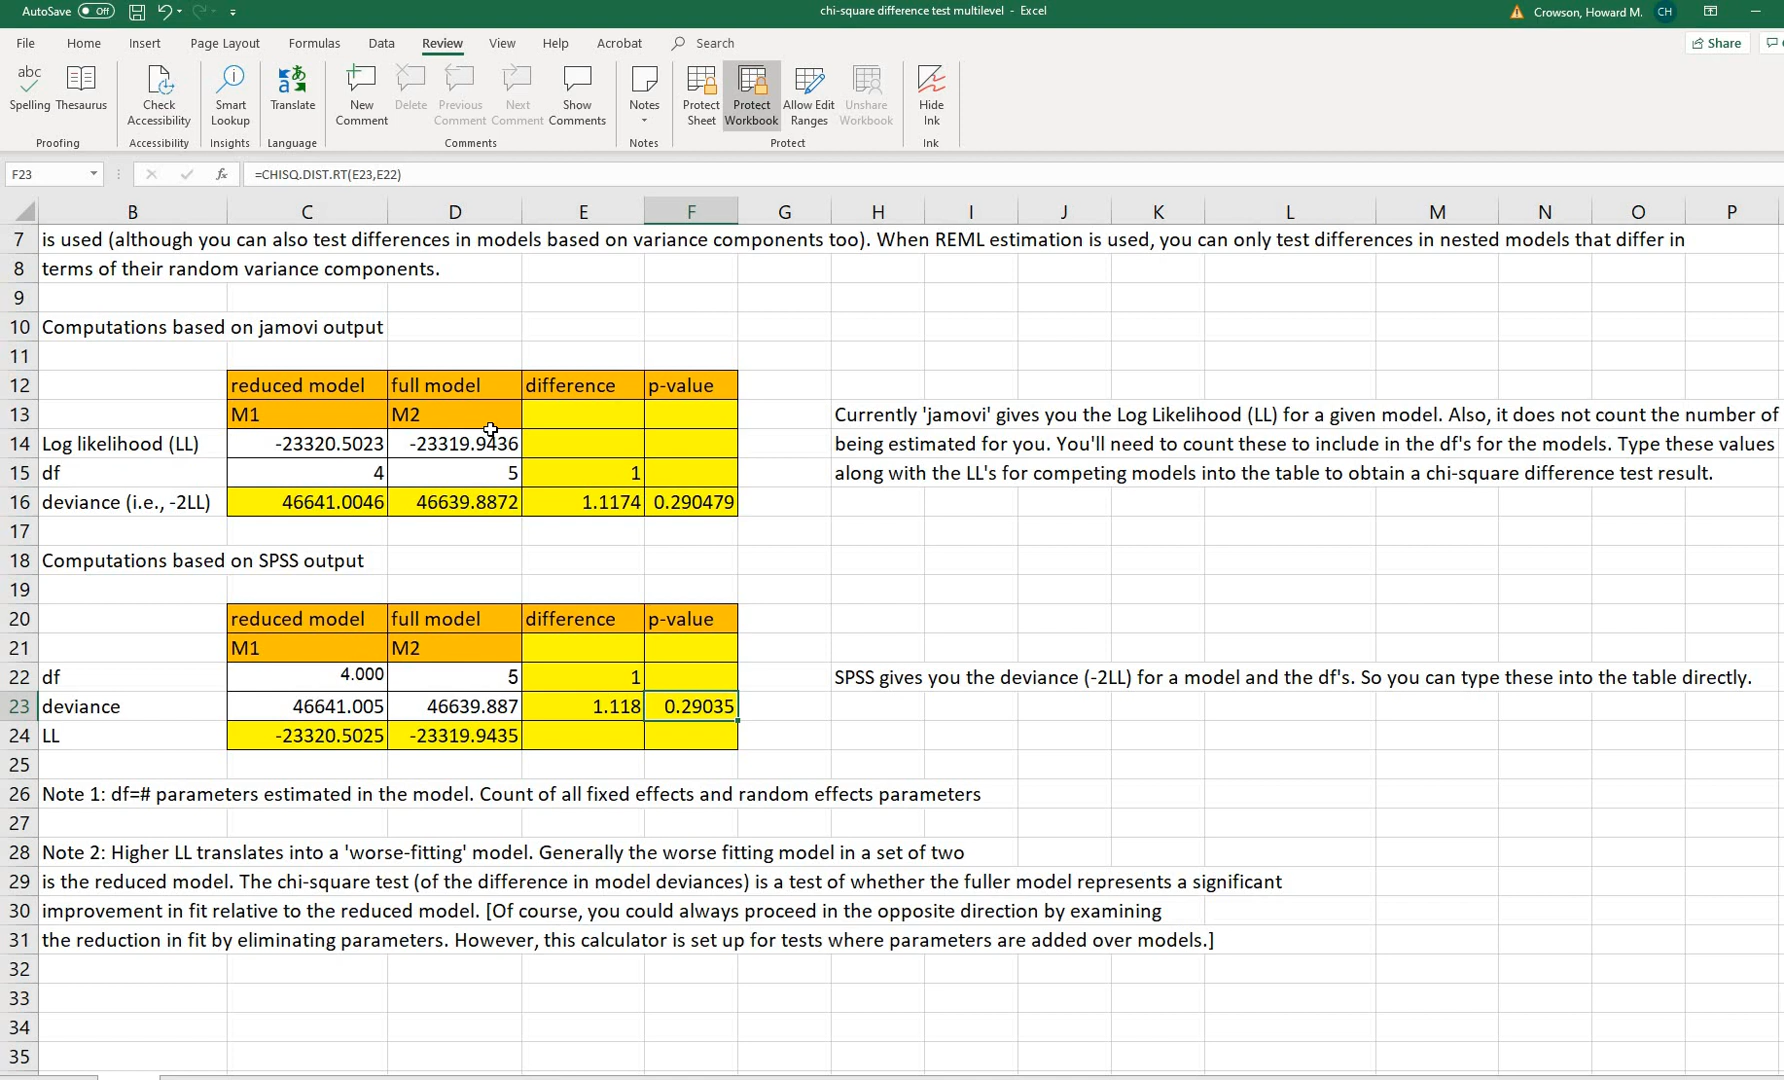 AutoSave Off
chi-square difference test multilevel - Excel
Crowson, Howard M. CH
File Home Insert Page Layout Formulas Data Review View Help Acrobat Search
Share
abc
Spelling Thesaurus
Check Accessibility
Smart Lookup
Translate
New Comment
Delete
Previous Comment
Next Comment
Show Comments
Notes
Protect Sheet
Protect Workbook
Allow Edit Ranges
Unshare Workbook
Hide Ink
Proofing Accessibility Insights Language Comments Notes Protect Ink
F23 fx =CHISQ.DIST.RT(E23,E22)
B C D E F G H I J K L M N O P
7 is used (although you can also test differences in models based on variance components too). When REML estimation is used, you can only test differences in nested models that differ in
8 terms of their random variance components.
9
10 Computations based on jamovi output
11
12 reduced model full model difference p-value
13 M1 M2 Currently 'jamovi' gives you the Log Likelihood (LL) for a given model. Also, it does not count the number of
14 Log likelihood (LL) -23320.5023 -23319.9436 being estimated for you. You'll need to count these to include in the df's for the models. Type these values
15 df 4 5 1 along with the LL's for competing models into the table to obtain a chi-square difference test result.
16 deviance (i.e., -2LL) 46641.0046 46639.8872 1.1174 0.290479
17
18 Computations based on SPSS output
19
20 reduced model full model difference p-value
21 M1 M2
22 df 4.000 5 1 SPSS gives you the deviance (-2LL) for a model and the df's. So you can type these into the table directly.
23 deviance 46641.005 46639.887 1.118 0.29035
24 LL -23320.5025 -23319.9435
25
26 Note 1: df=# parameters estimated in the model. Count of all fixed effects and random effects parameters
27
28 Note 2: Higher LL translates into a 'worse-fitting' model. Generally the worse fitting model in a set of two
29 is the reduced model. The chi-square test (of the difference in model deviances) is a test of whether the fuller model represents a significant
30 improvement in fit relative to the reduced model. [Of course, you could always proceed in the opposite direction by examining
31 the reduction in fit by eliminating parameters. However, this calculator is set up for tests where parameters are added over models.]
32
33
34
35